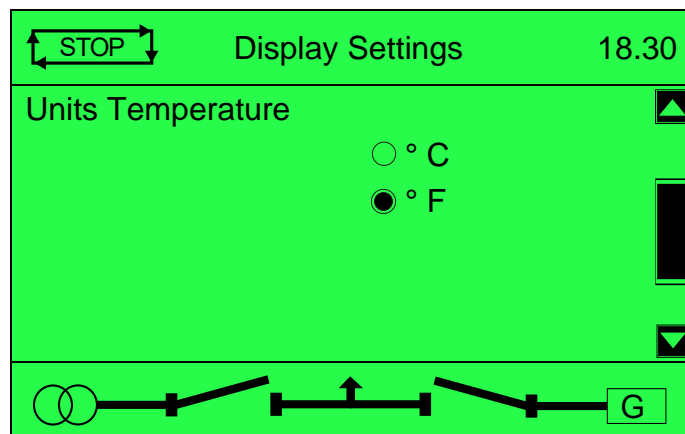 STOP Display Settings 18.30
Units Temperature
° C
° F
G